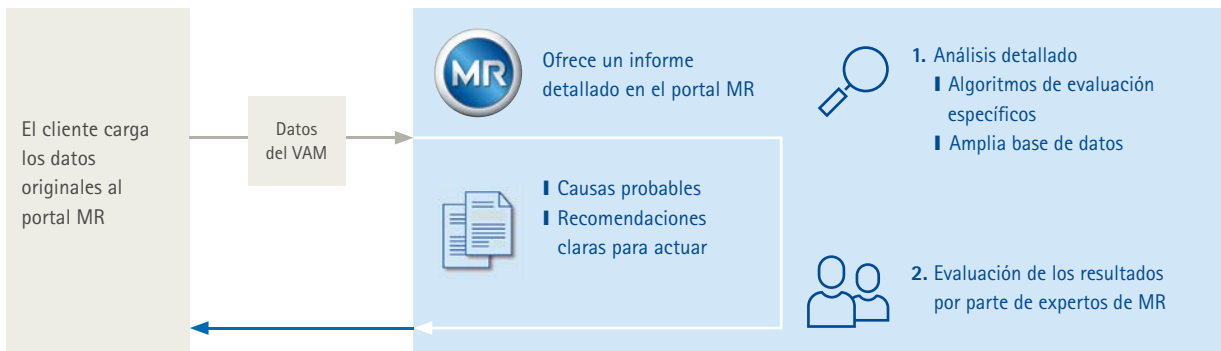 El cliente carga
los datos
originales al
portal MR
Datos
del VAM
MR
Ofrece un informe
detallado en el portal MR
Causas probables
Recomendaciones
claras para actuar
1. Análisis detallado
Algoritmos de evaluación
específicos
Amplia base de datos
2. Evaluación de los resultados
por parte de expertos de MR